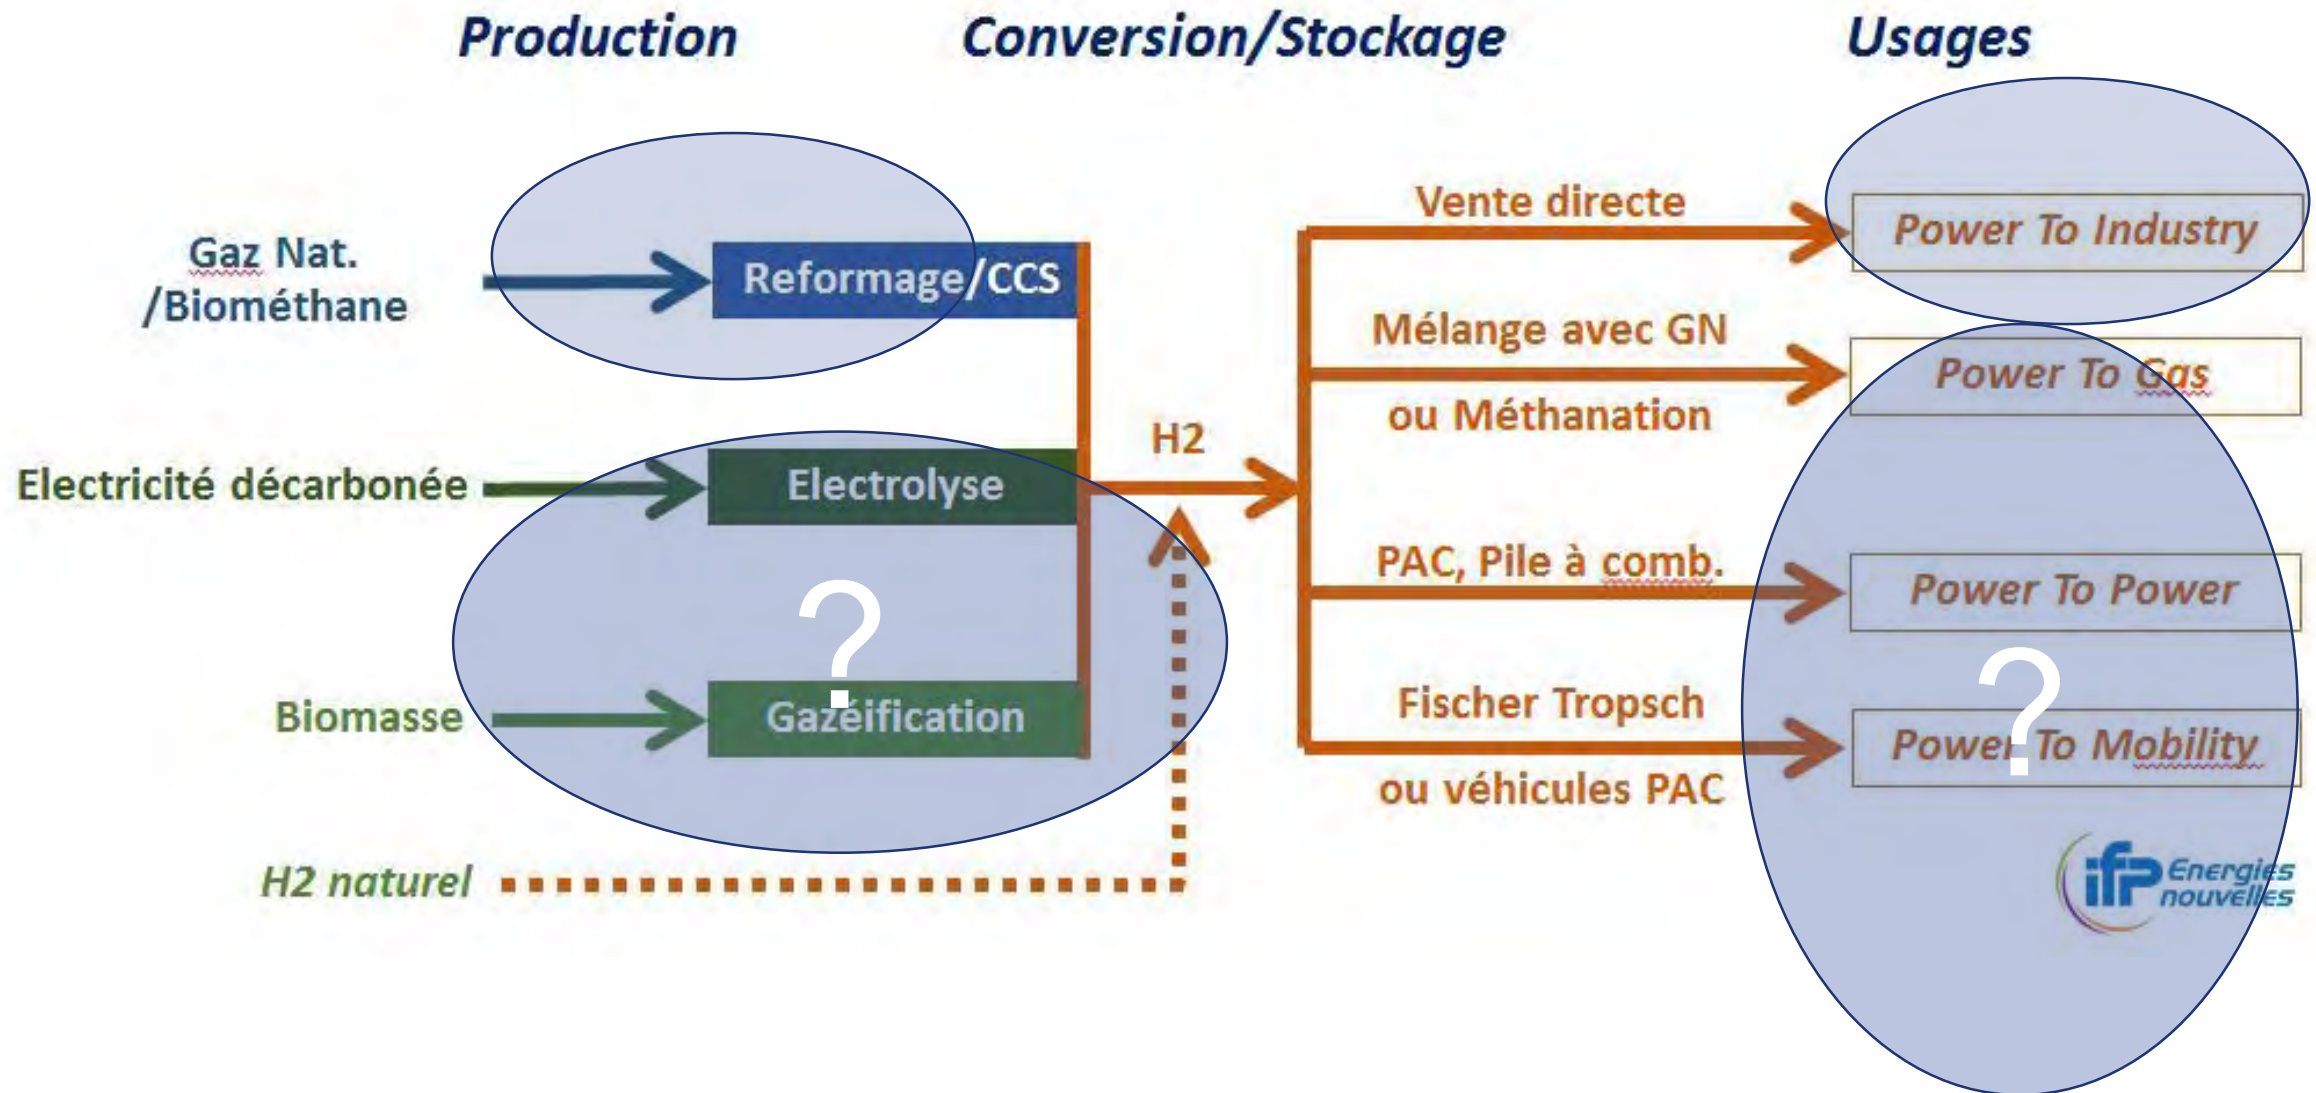 Production
Conversion/Stockage
Usages
Gaz Nat.
/Biométhane
Reformage/CCS
Vente directe
Power To Industry
Mélange avec GN
ou Méthanation
Power To Gas
Electricité décarbonée
Electrolyse
H2
PAC, Pile à comb.
Power To Power
?
?
Biomasse
Gazéification
Fischer Tropsch
ou véhicules PAC
Power To Mobility
H2 naturel
ifp Energies
nouvelles